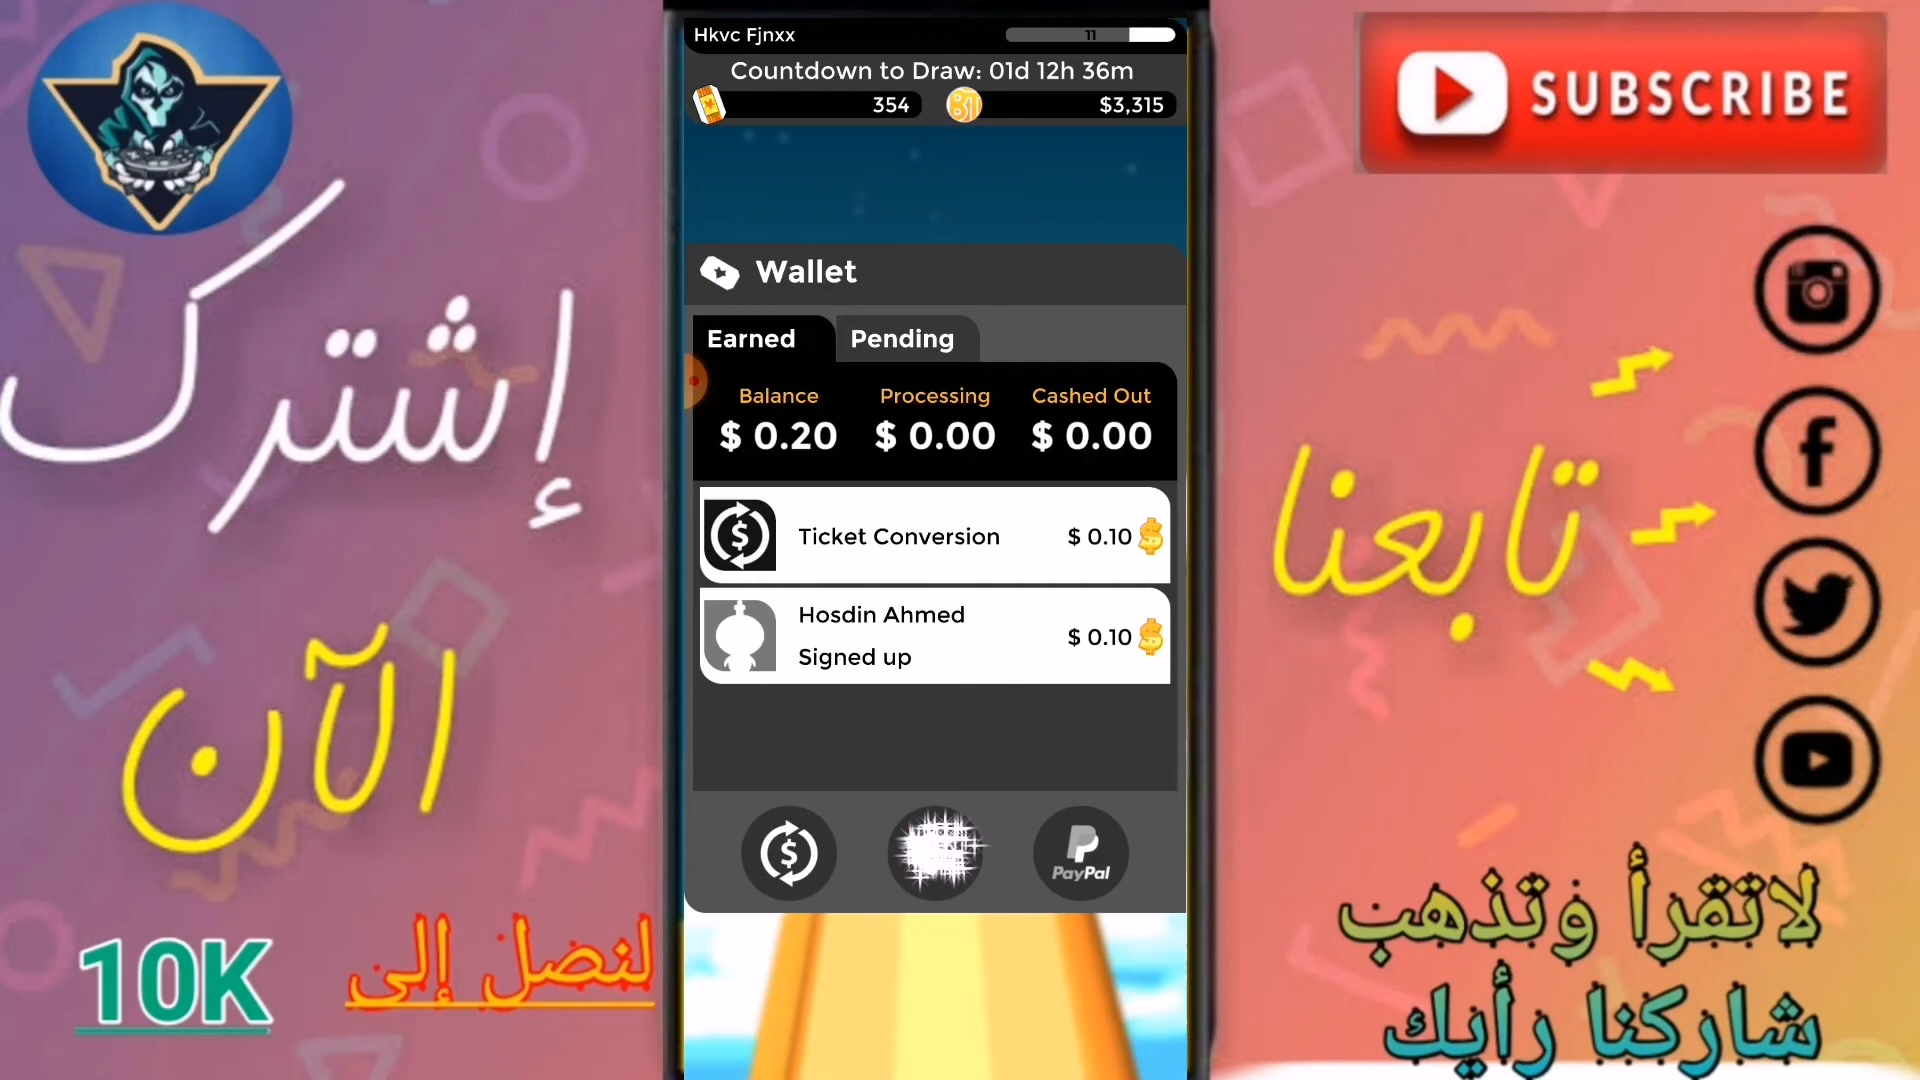 Hkvc Fjnxx
11
Countdown to Draw: 01d 12h 36m
354
$3,315
Wallet
Earned
Pending
Balance
Processing
Cashed Out
$ 0.20
$ 0.00
$ 0.00
Ticket Conversion
$ 0.10
Hosdin Ahmed
Signed up
$ 0.10
PayPal
إشترك
الآن
لنضل إلى
10K
SUBSCRIBE
تابعنا
لاتقرأ وتذهب
شاركنا رأيك